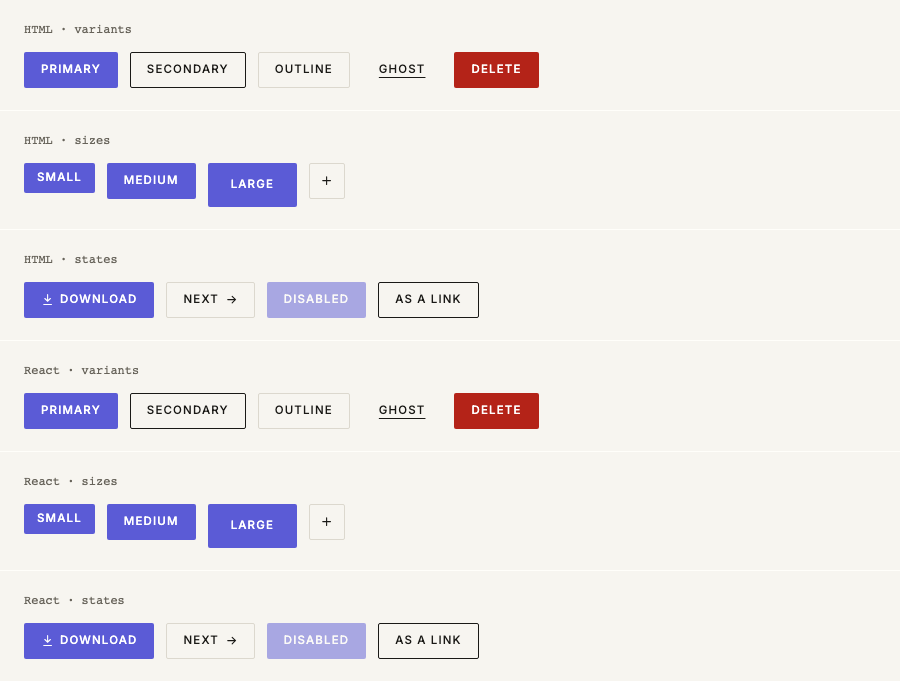 HTML · variants
PRIMARY SECONDARY OUTLINE GHOST DELETE
HTML · sizes
SMALL MEDIUM LARGE +
HTML · states
DOWNLOAD NEXT → DISABLED AS A LINK
React · variants
PRIMARY SECONDARY OUTLINE GHOST DELETE
React · sizes
SMALL MEDIUM LARGE +
React · states
DOWNLOAD NEXT → DISABLED AS A LINK